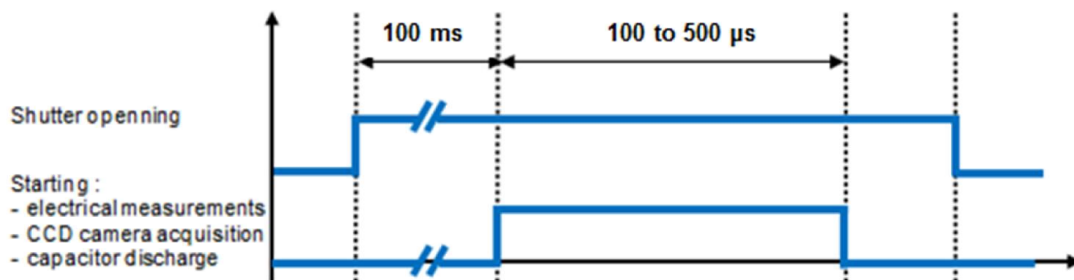 100 ms
100 to 500 µs
Shutter openning
Starting :
- electrical measurements
- CCD camera acquisition
- capacitor discharge